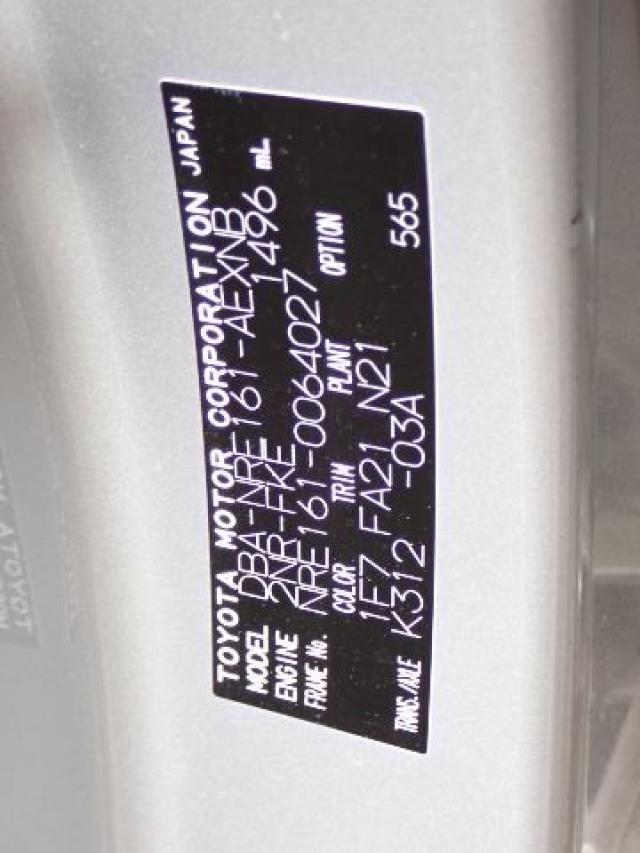 TOYOTA MOTOR CORPORATION JAPAN
MODEL DBA-NRE161-AEXNB
ENGINE 2NR-FKE 1496 mL
FRAME No. NRE161-0064027
COLOR TRIM PLANT OPTION
1F7 FA21 N21
TRANS./AXLE K312 -03A 565